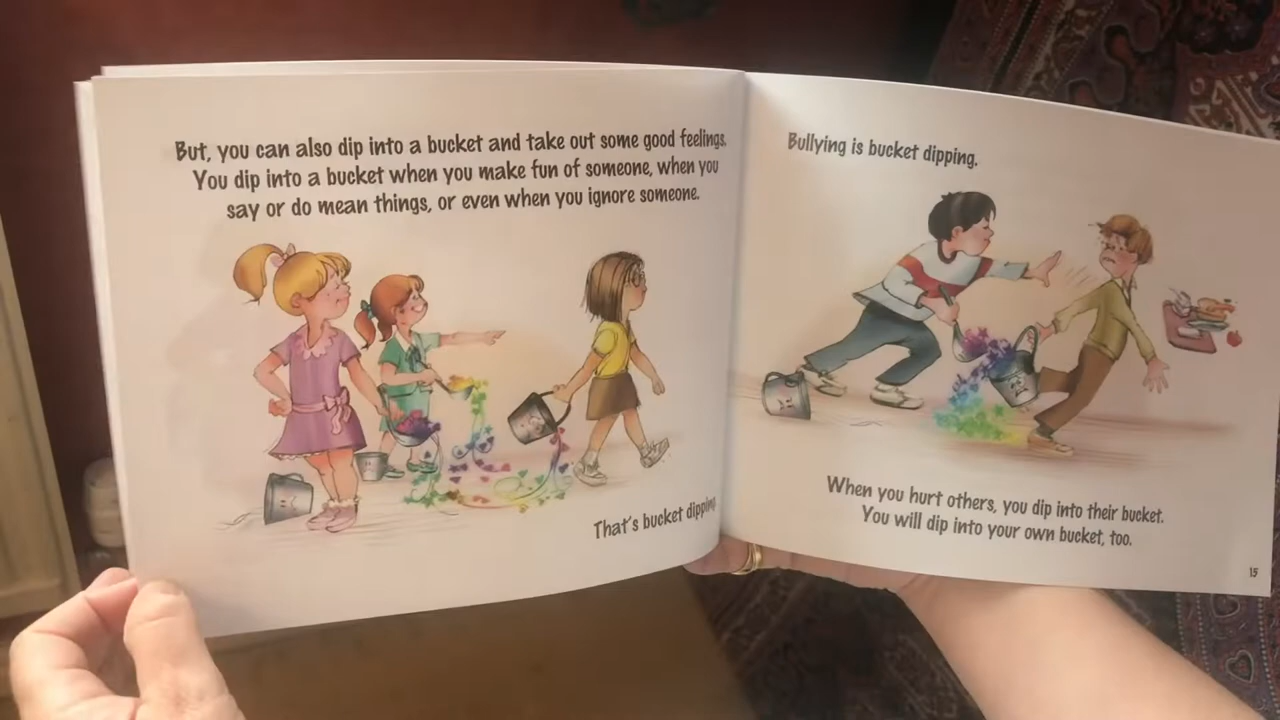 But, you can also dip into a bucket and take out some good feelings.
You dip into a bucket when you make fun of someone, when you
say or do mean things, or even when you ignore someone.
That's bucket dipping.
Bullying is bucket dipping.
When you hurt others, you dip into their bucket.
You will dip into your own bucket, too.
15